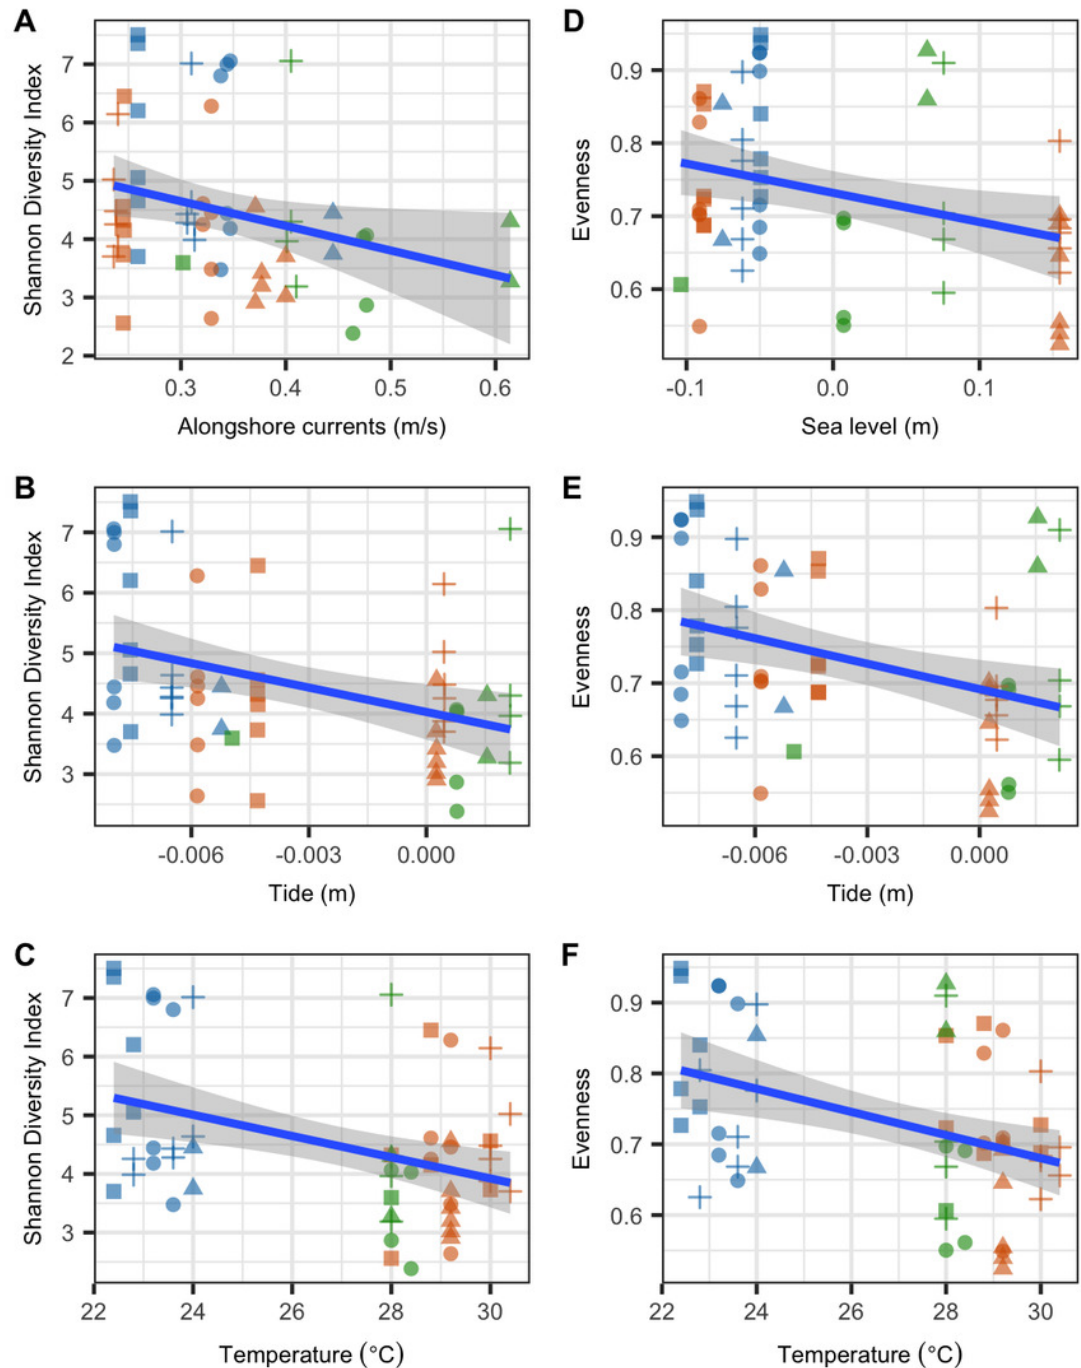 A
Shannon Diversity Index
7
6
5
4
3
2
0.3 0.4 0.5 0.6
Alongshore currents (m/s)
D
Evenness
0.9
0.8
0.7
0.6
-0.1 0.0 0.1
Sea level (m)
B
Shannon Diversity Index
7
6
5
4
3
-0.006 -0.003 0.000
Tide (m)
E
Evenness
0.9
0.8
0.7
0.6
-0.006 -0.003 0.000
Tide (m)
C
Shannon Diversity Index
7
6
5
4
3
22 24 26 28 30
Temperature (°C)
F
Evenness
0.9
0.8
0.7
0.6
22 24 26 28 30
Temperature (°C)